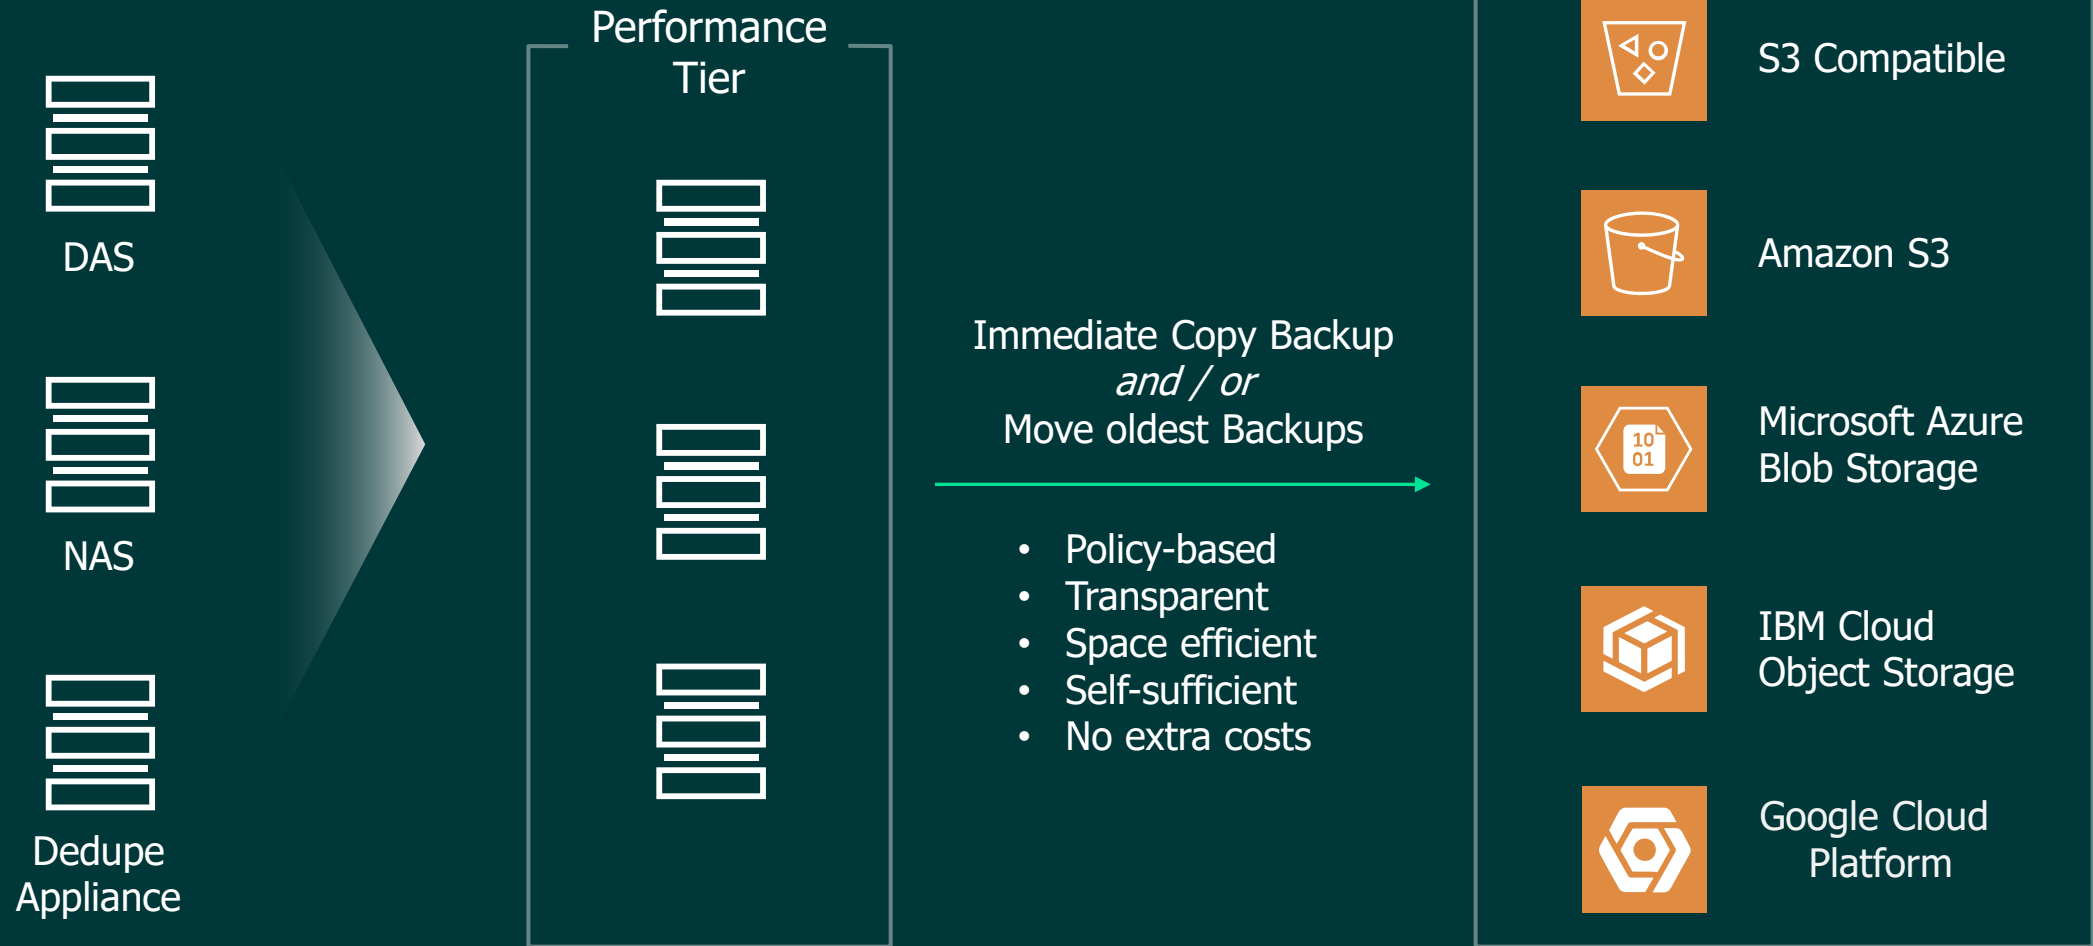 DAS
NAS
Dedupe
Appliance
Performance
Tier
Immediate Copy Backup
and / or
Move oldest Backups
• Policy-based
• Transparent
• Space efficient
• Self-sufficient
• No extra costs
S3 Compatible
Amazon S3
Microsoft Azure
Blob Storage
10
01
IBM Cloud
Object Storage
Google Cloud
Platform